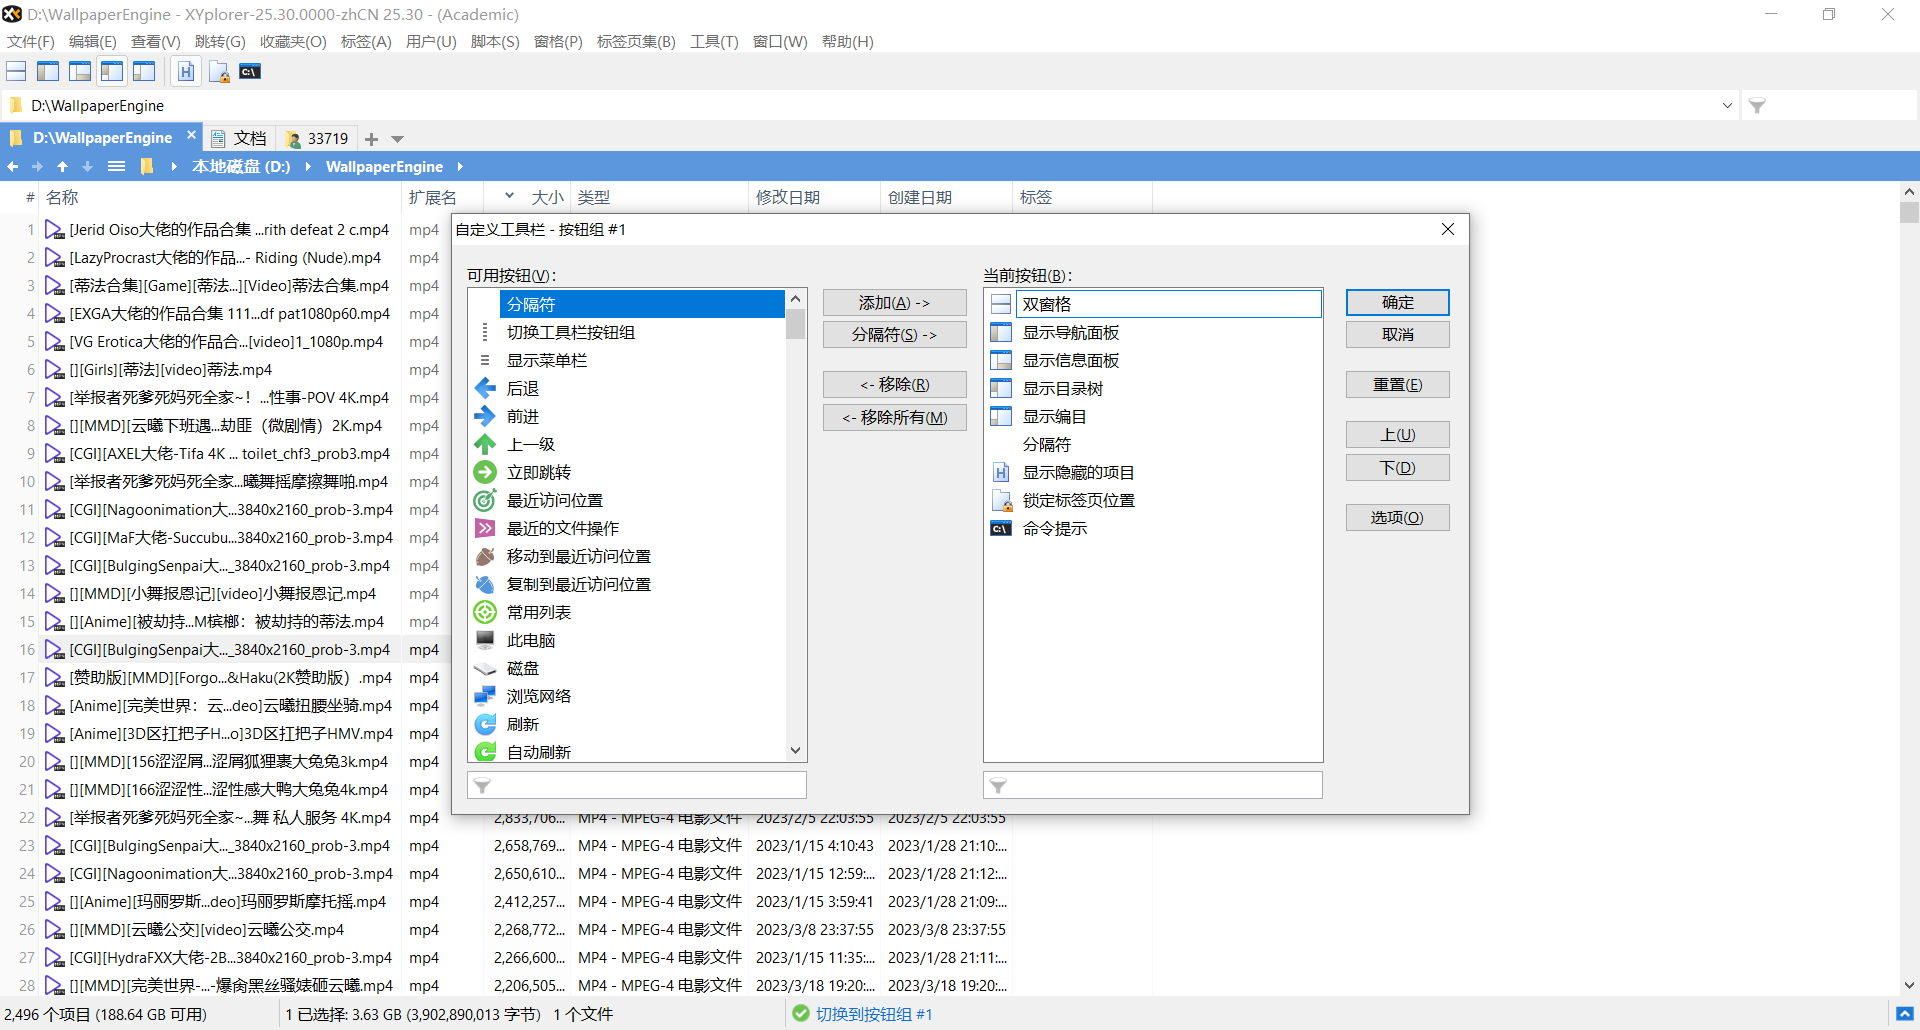 D:\WallpaperEngine - XYplorer-25.30.0000-zhCN 25.30 - (Academic)
文件(F) 编辑(E) 查看(V) 跳转(G) 收藏夹(O) 标签(A) 用户(U) 脚本(S) 窗格(P) 标签页集(B) 工具(T) 窗口(W) 帮助(H)
C:\
D:\WallpaperEngine
D:\WallpaperEngine 文档 33719
本地磁盘 (D:) WallpaperEngine
# 名称 扩展名 大小 类型 修改日期 创建日期 标签
1 [Jerid Oiso大佬的作品合集 ...rith defeat 2 c.mp4 mp4
2 [LazyProcrast大佬的作品...- Riding (Nude).mp4 mp4
3 [蒂法合集][Game][蒂法...][Video]蒂法合集.mp4 mp4
4 [EXGA大佬的作品合集 111...df pat1080p60.mp4 mp4
5 [VG Erotica大佬的作品合...[video]1_1080p.mp4 mp4
6 [][Girls][蒂法][video]蒂法.mp4 mp4
7 [举报者死爹死妈死全家~！...性事-POV 4K.mp4 mp4
8 [][MMD][云曦下班遇...劫匪（微剧情）2K.mp4 mp4
9 [CGI][AXEL大佬-Tifa 4K ... toilet_chf3_prob3.mp4 mp4
10 [举报者死爹死妈死全家...曦舞摇摩擦舞啪.mp4 mp4
11 [CGI][Nagoonimation大...3840x2160_prob-3.mp4 mp4
12 [CGI][MaF大佬-Succubu...3840x2160_prob-3.mp4 mp4
13 [CGI][BulgingSenpai大..._3840x2160_prob-3.mp4 mp4
14 [][MMD][小舞报恩记][video]小舞报恩记.mp4 mp4
15 [][Anime][被劫持...M槟榔：被劫持的蒂法.mp4 mp4
16 [CGI][BulgingSenpai大..._3840x2160_prob-3.mp4 mp4
17 [赞助版][MMD][Forgo...&Haku(2K赞助版）.mp4 mp4
18 [Anime][完美世界：云...deo]云曦扭腰坐骑.mp4 mp4
19 [Anime][3D区扛把子H...o]3D区扛把子HMV.mp4 mp4
20 [][MMD][156涩涩屑...涩屑狐狸裹大兔兔3k.mp4 mp4
21 [][MMD][166涩涩性...涩性感大鸭大兔兔4k.mp4 mp4
22 [举报者死爹死妈死全家~...舞 私人服务 4K.mp4 mp4 2,833,706... MP4 - MPEG-4 电影文件 2023/2/5 22:03:55 2023/2/5 22:03:55
23 [CGI][BulgingSenpai大..._3840x2160_prob-3.mp4 mp4 2,658,769... MP4 - MPEG-4 电影文件 2023/1/15 4:10:43 2023/1/28 21:10:...
24 [CGI][Nagoonimation大...3840x2160_prob-3.mp4 mp4 2,650,610... MP4 - MPEG-4 电影文件 2023/1/15 12:59:... 2023/1/28 21:12:...
25 [][Anime][玛丽罗斯...deo]玛丽罗斯摩托摇.mp4 mp4 2,412,257... MP4 - MPEG-4 电影文件 2023/1/15 3:59:41 2023/1/28 21:09:...
26 [][MMD][云曦公交][video]云曦公交.mp4 mp4 2,268,772... MP4 - MPEG-4 电影文件 2023/3/8 23:37:55 2023/3/8 23:37:55
27 [CGI][HydraFXX大佬-2B...3840x2160_prob-3.mp4 mp4 2,266,600... MP4 - MPEG-4 电影文件 2023/1/15 11:35:... 2023/1/28 21:11:...
28 [][MMD][完美世界-...-爆肏黑丝骚婊砸云曦.mp4 mp4 2,206,505... MP4 - MPEG-4 电影文件 2023/3/18 19:20:... 2023/3/18 19:20:...
自定义工具栏 - 按钮组 #1
可用按钮(V)：
分隔符
切换工具栏按钮组
显示菜单栏
后退
前进
上一级
立即跳转
最近访问位置
最近的文件操作
移动到最近访问位置
复制到最近访问位置
常用列表
此电脑
磁盘
浏览网络
刷新
自动刷新
添加(A) ->
分隔符(S) ->
<- 移除(R)
<- 移除所有(M)
当前按钮(B)：
双窗格
显示导航面板
显示信息面板
显示目录树
显示编目
分隔符
H 显示隐藏的项目
锁定标签页位置
C:\ 命令提示
确定
取消
重置(E)
上(U)
下(D)
选项(O)
2,496 个项目 (188.64 GB 可用) 1 已选择: 3.63 GB (3,902,890,013 字节) 1 个文件 切换到按钮组 #1